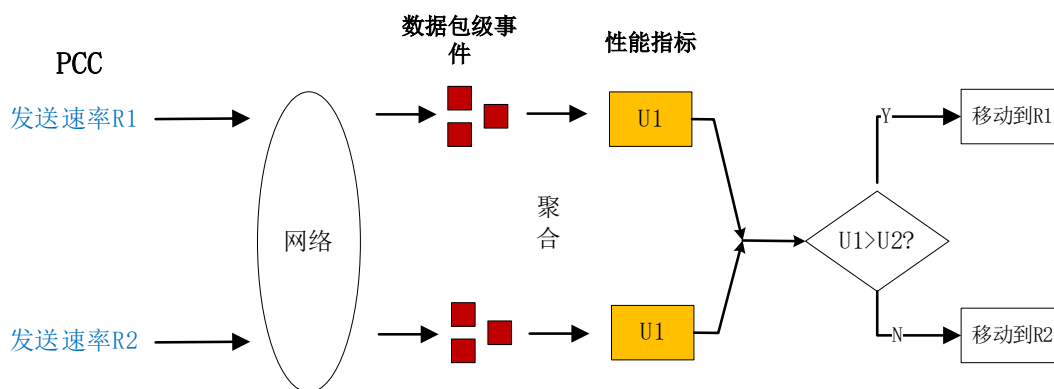 数据包级事
件
性能指标
PCC
发送速率R1
U1
Y
移动到R1
聚
合
网络
U1>U2?
发送速率R2
U1
N
移动到R2